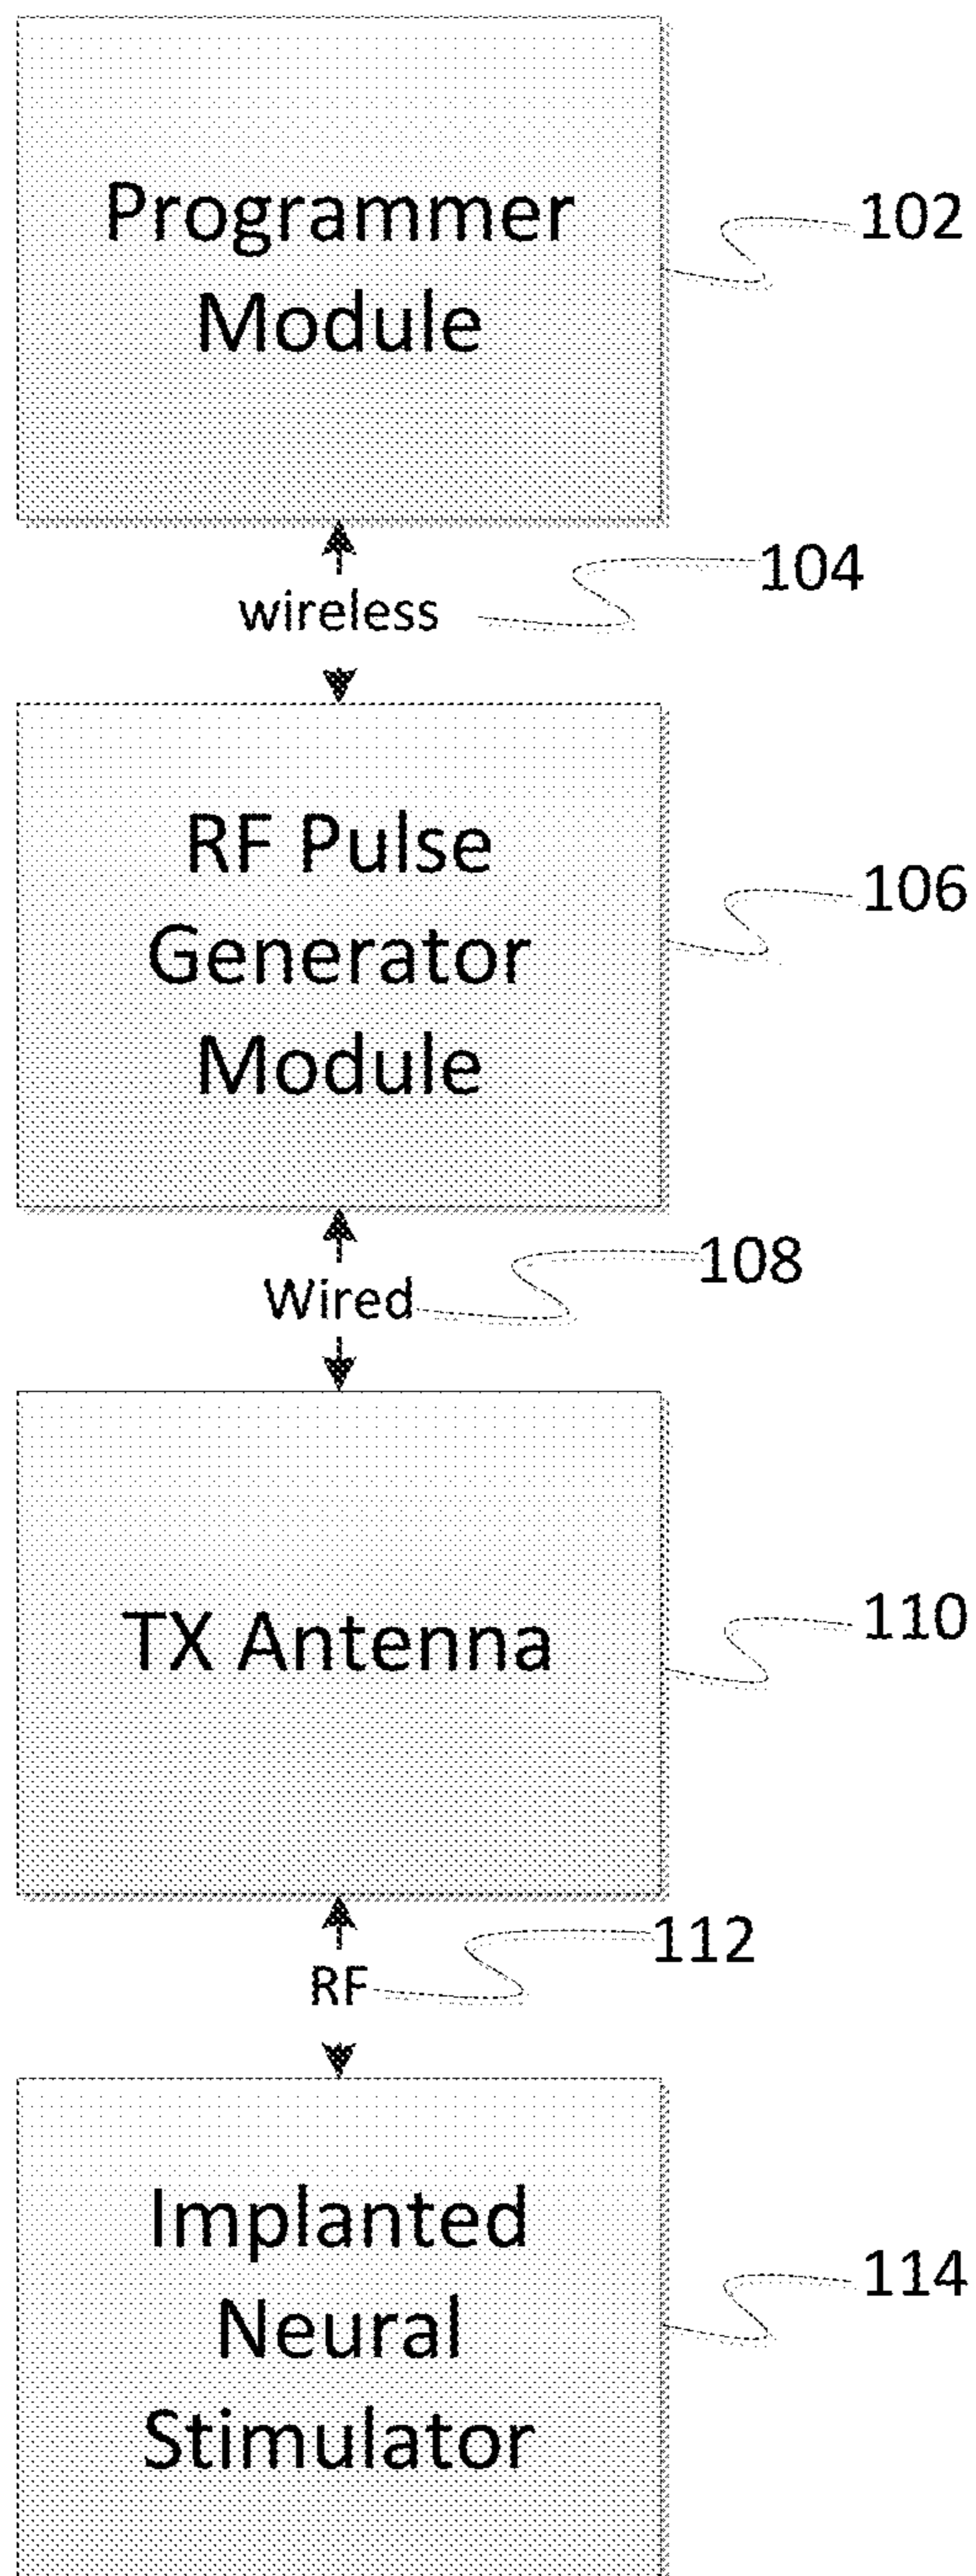 Programmer
Module
102
104
wireless
RF Pulse
Generator
Module
106
108
Wired
TX Antenna
110
112
RF
Implanted
Neural
Stimulator
114